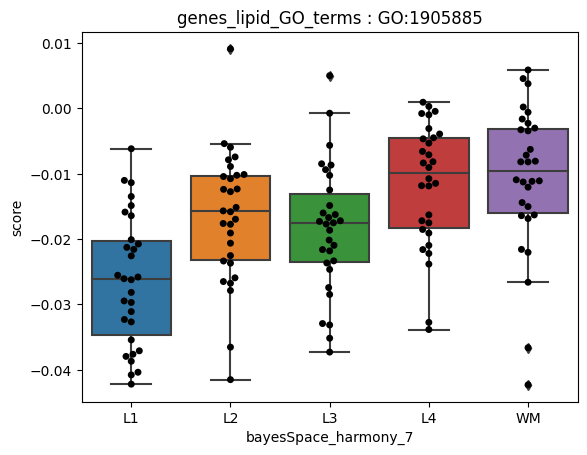 genes_lipid_GO_terms : GO:1905885
0.01
0.00
−0.01
−0.02
−0.03
−0.04
score
L1 L2 L3 L4 WM
bayesSpace_harmony_7